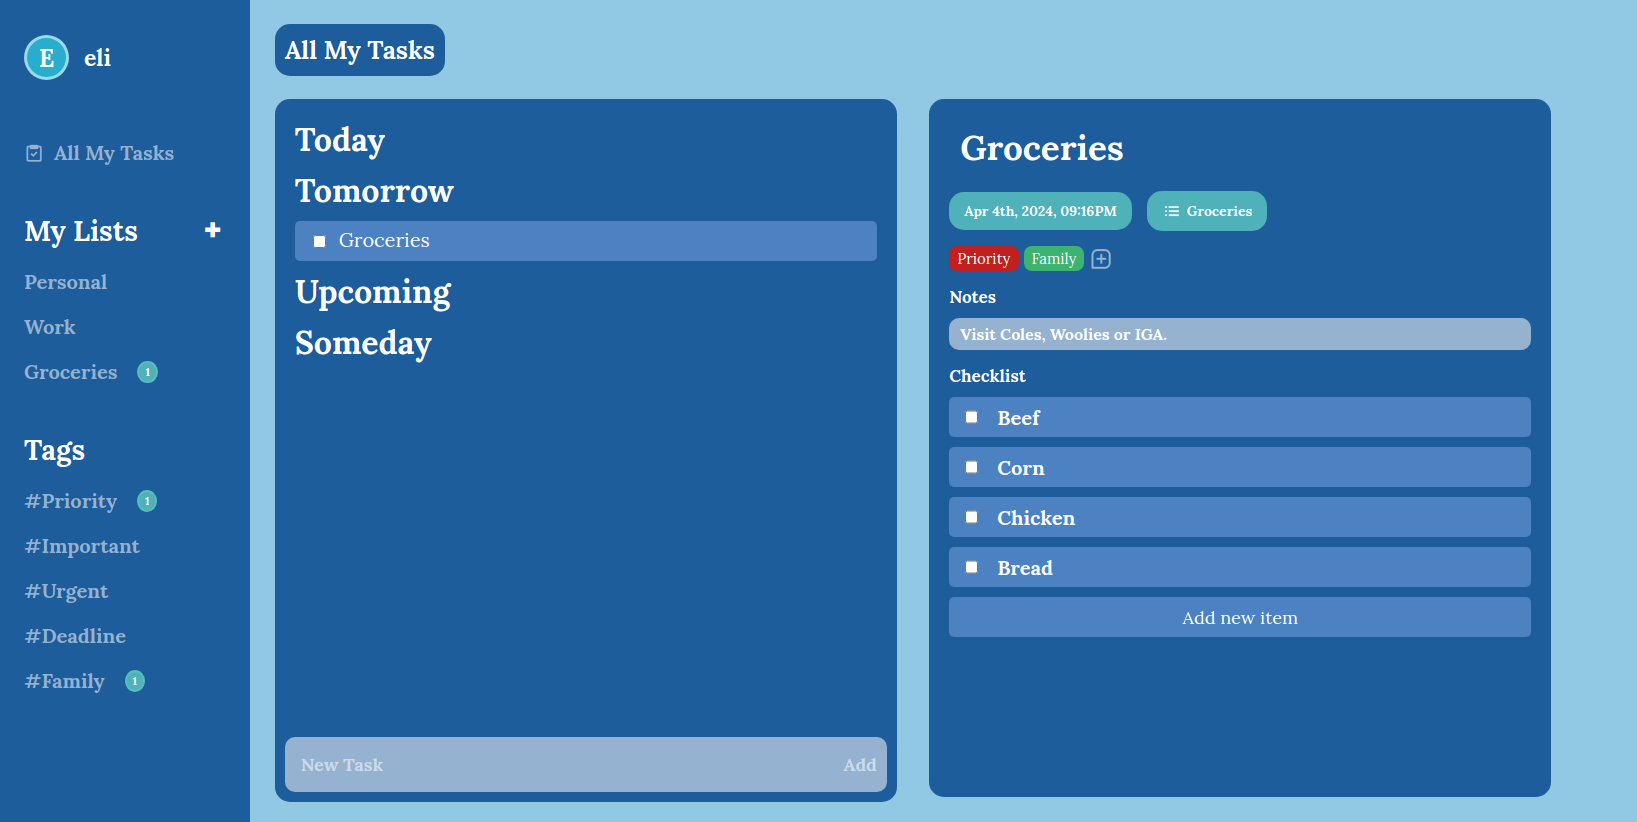 E eli
All My Tasks
My Lists
Personal
Work
Groceries 1
Tags
#Priority 1
#Important
#Urgent
#Deadline
#Family 1
All My Tasks
Today
Tomorrow
Groceries
Upcoming
Someday
New Task Add
Groceries
Apr 4th, 2024, 09:16PM Groceries
Priority Family
Notes
Visit Coles, Woolies or IGA.
Checklist
Beef
Corn
Chicken
Bread
Add new item